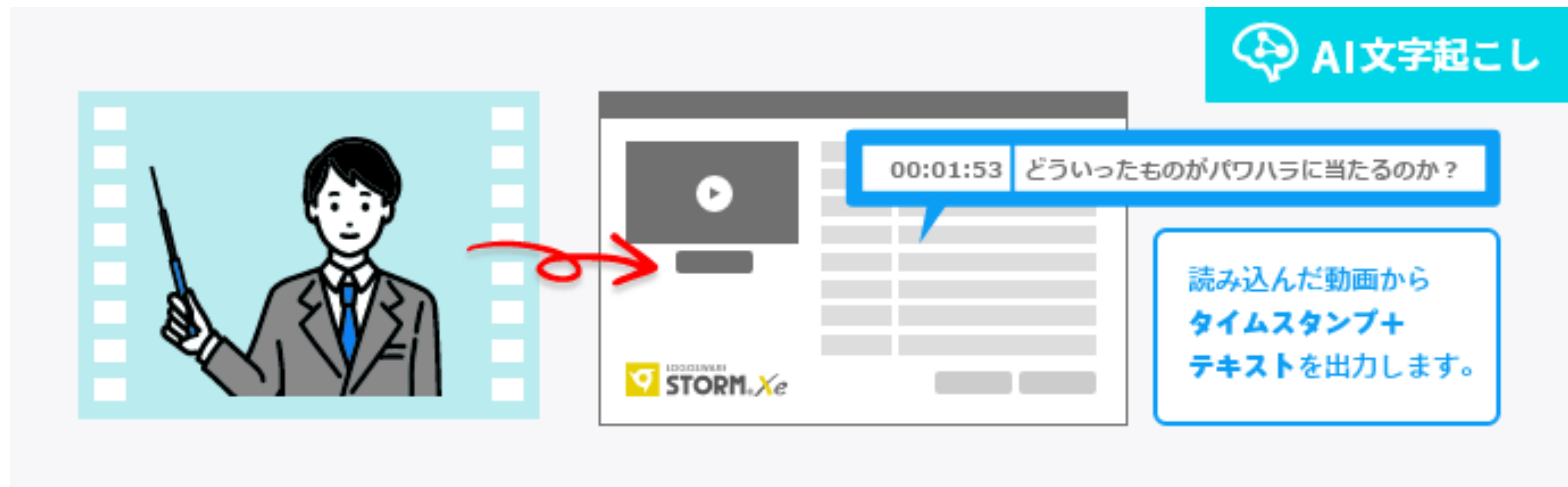 AI文字起こし
00:01:53 どういったものがパワハラに当たるのか？
読み込んだ動画から
タイムスタンプ＋
テキストを出力します。
LOGOSWARE
STORM Xe